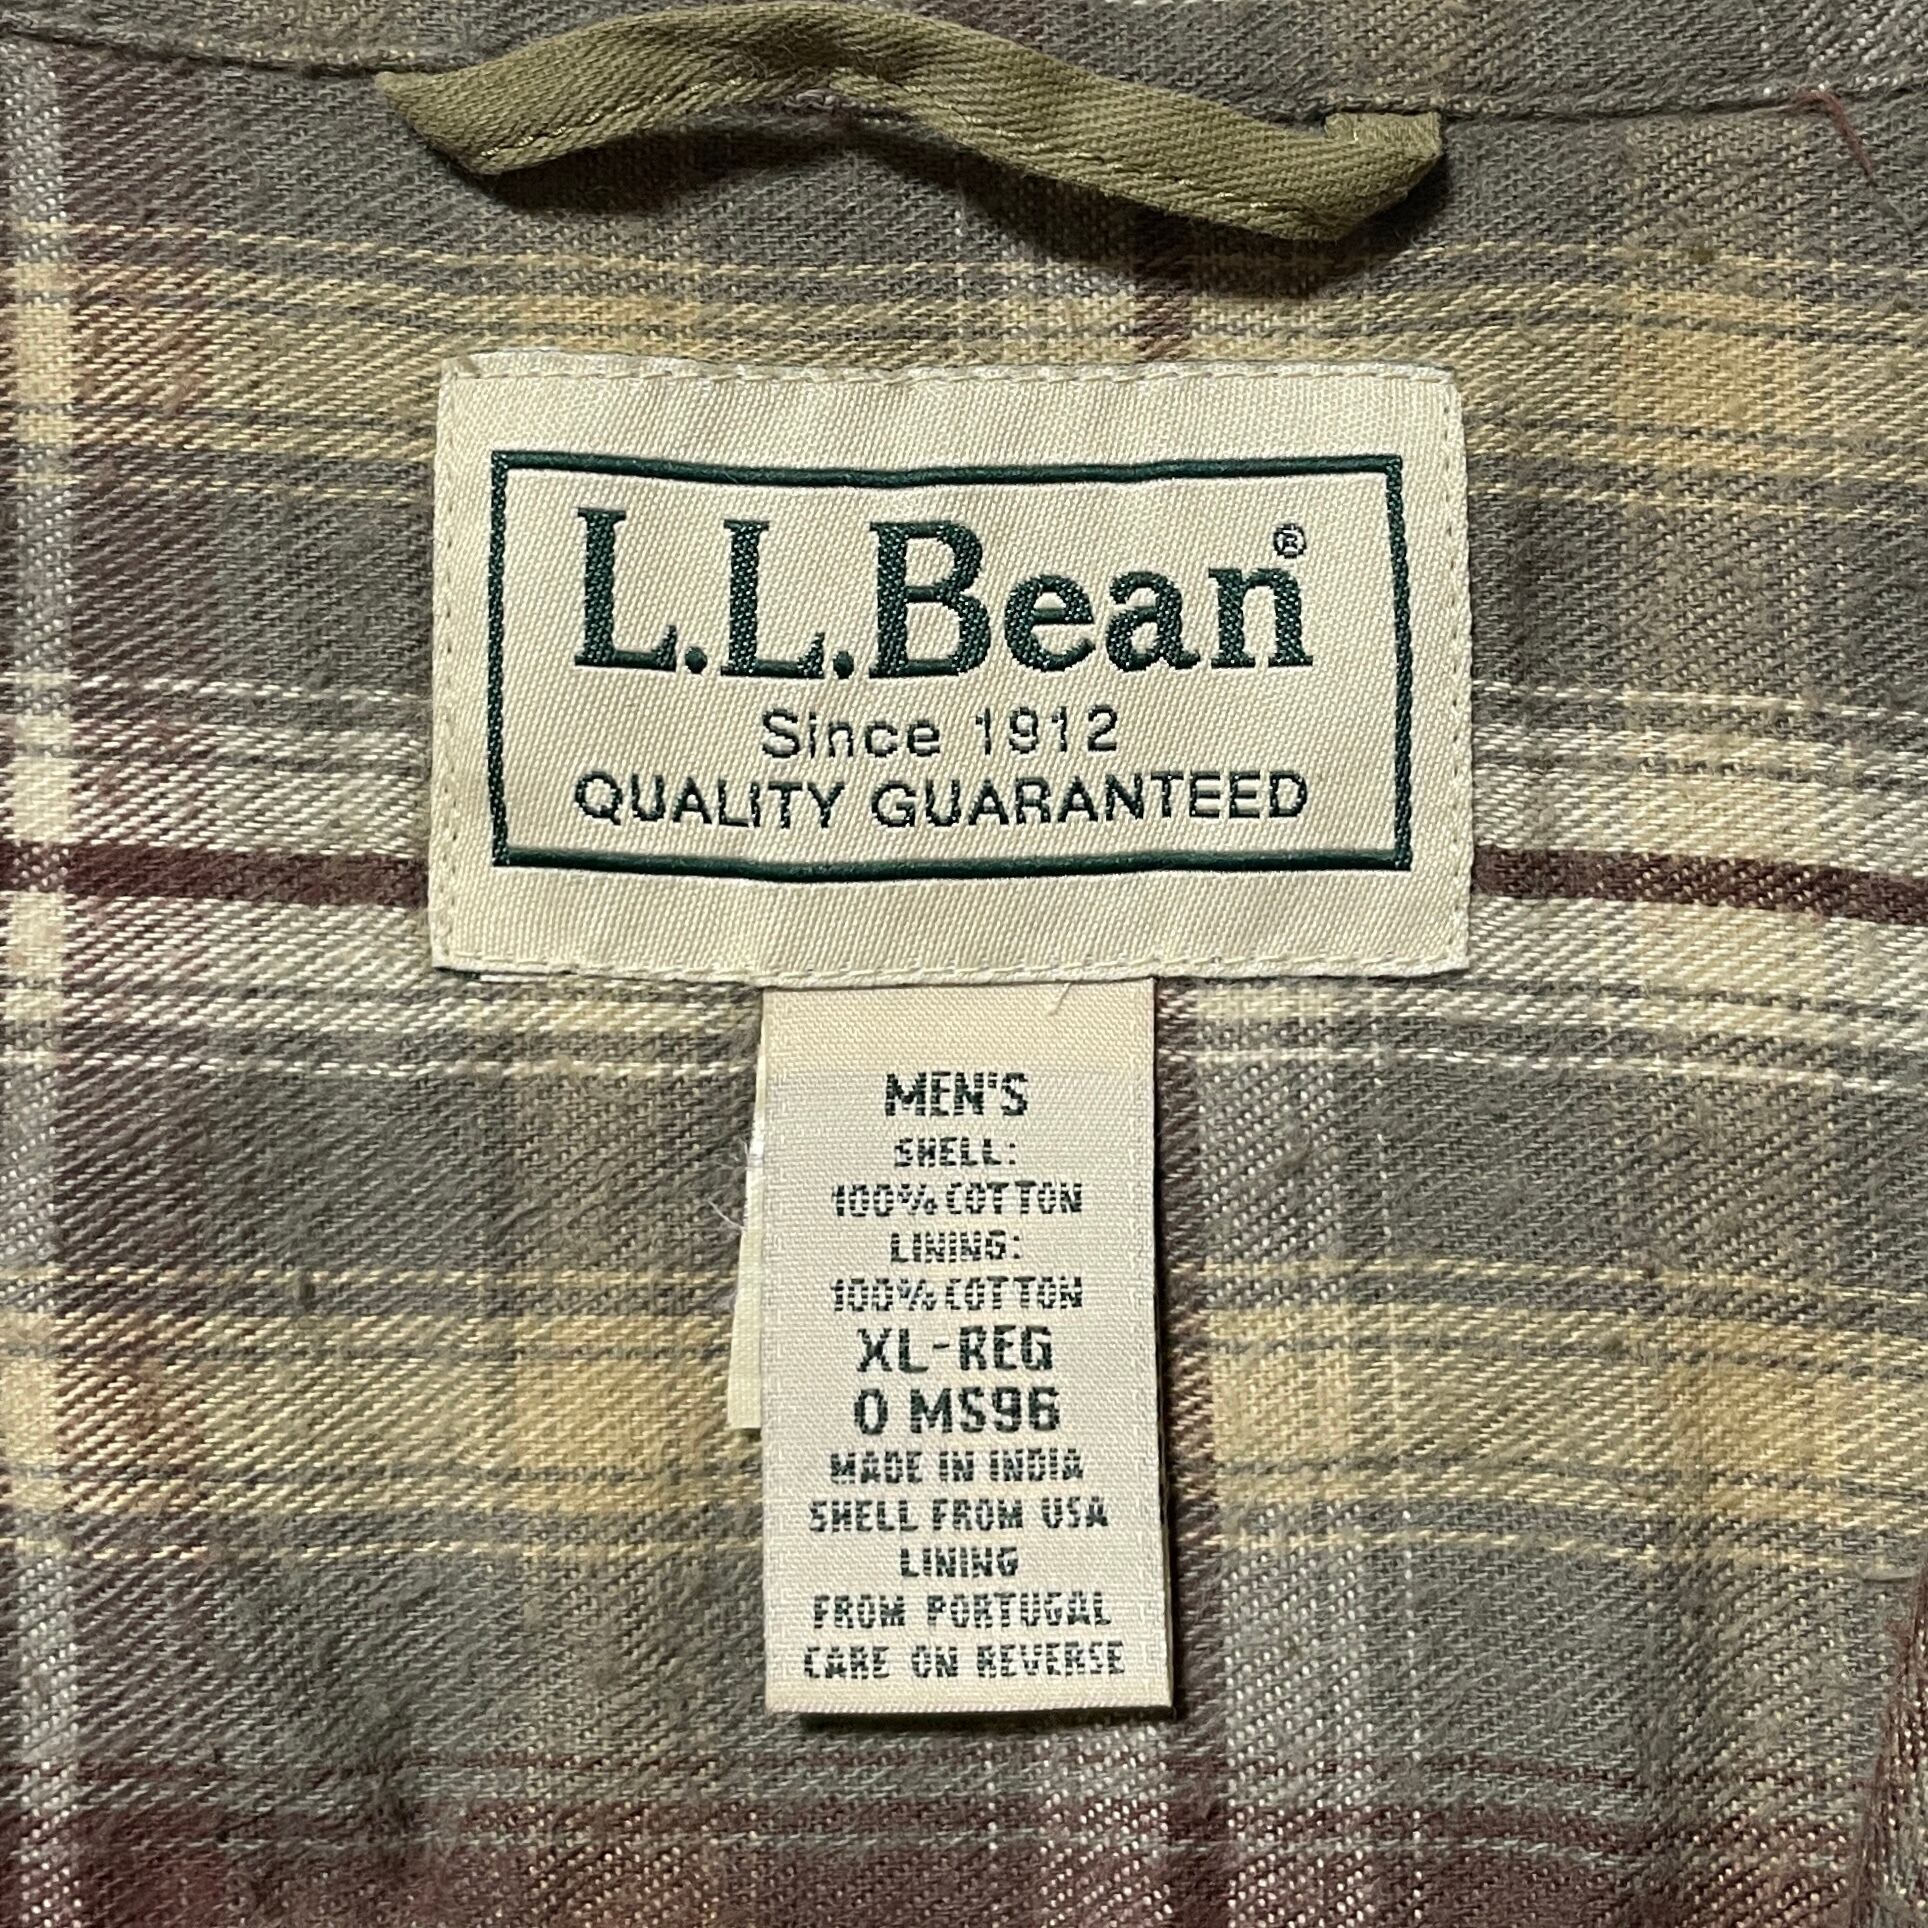 L.L.Bean®
Since 1912
QUALITY GUARANTEED
MEN'S
SHELL:
100% COTTON
LINING:
100% COTTON
XL-REG
0 MS96
MADE IN INDIA
SHELL FROM USA
LINING
FROM PORTUGAL
CARE ON REVERSE